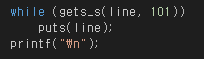 while (gets_s(line, 101))
    puts(line);
printf("₩n");